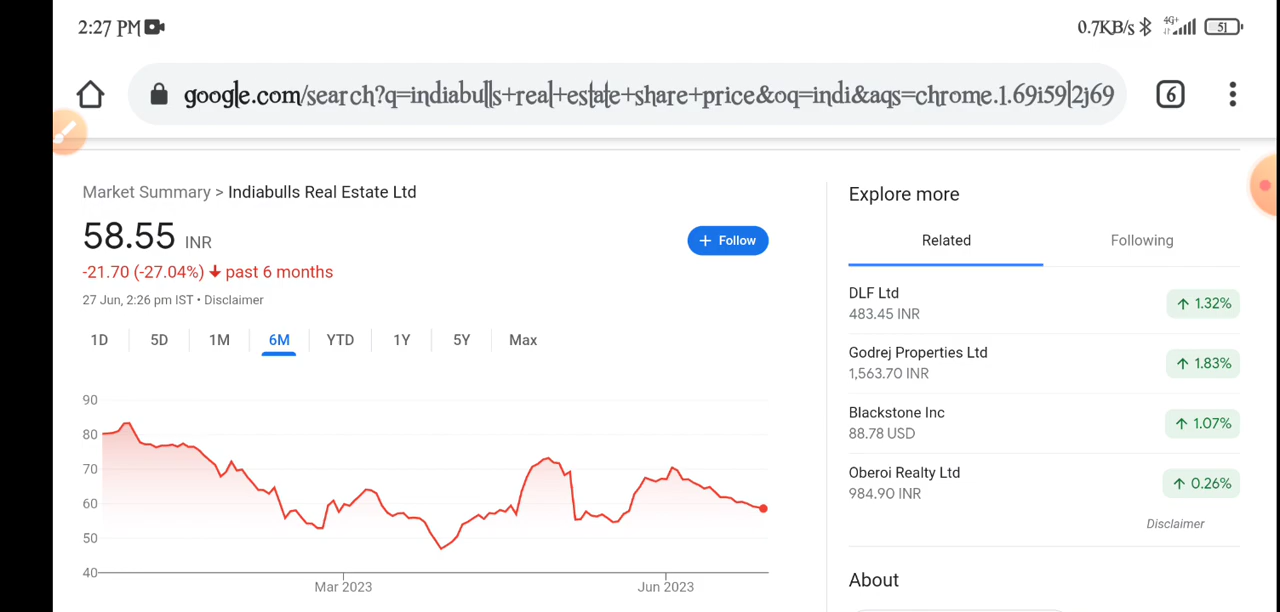 2:27 PM
0.7KB/s 4G+ 51
google.com/search?q=indiabulls+real+estate+share+price&oq=indi&aqs=chrome.1.69i59l2j69
6
Market Summary > Indiabulls Real Estate Ltd
58.55 INR
+ Follow
-21.70 (-27.04%) ↓ past 6 months
27 Jun, 2:26 pm IST • Disclaimer
1D 5D 1M 6M YTD 1Y 5Y Max
90
80
70
60
50
40
Mar 2023 Jun 2023
Explore more
Related Following
DLF Ltd
483.45 INR
↑ 1.32%
Godrej Properties Ltd
1,563.70 INR
↑ 1.83%
Blackstone Inc
88.78 USD
↑ 1.07%
Oberoi Realty Ltd
984.90 INR
↑ 0.26%
Disclaimer
About